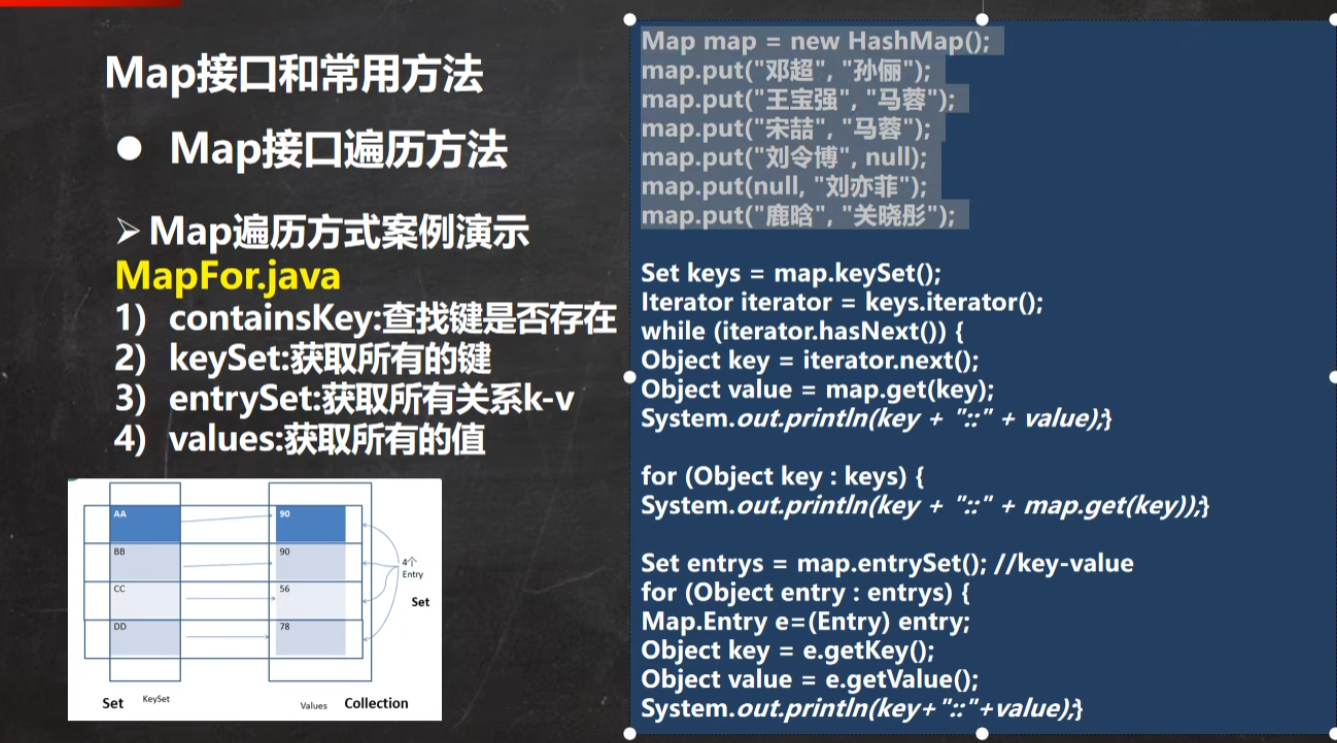 Map接口和常用方法
● Map接口遍历方法
➢ Map遍历方式案例演示
MapFor.java
1) containsKey:查找键是否存在
2) keySet:获取所有的键
3) entrySet:获取所有关系k-v
4) values:获取所有的值
AA 90
BB 90
CC 56
DD 78
4个
Entry
Set
Set KeySet Values Collection
Map map = new HashMap();
map.put("邓超", "孙俪");
map.put("王宝强", "马蓉");
map.put("宋喆", "马蓉");
map.put("刘令博", null);
map.put(null, "刘亦菲");
map.put("鹿晗", "关晓彤");
Set keys = map.keySet();
Iterator iterator = keys.iterator();
while (iterator.hasNext()) {
Object key = iterator.next();
Object value = map.get(key);
System.out.println(key + "::" + value);}
for (Object key : keys) {
System.out.println(key + "::" + map.get(key));}
Set entrys = map.entrySet(); //key-value
for (Object entry : entrys) {
Map.Entry e=(Entry) entry;
Object key = e.getKey();
Object value = e.getValue();
System.out.println(key+"::"+value);}